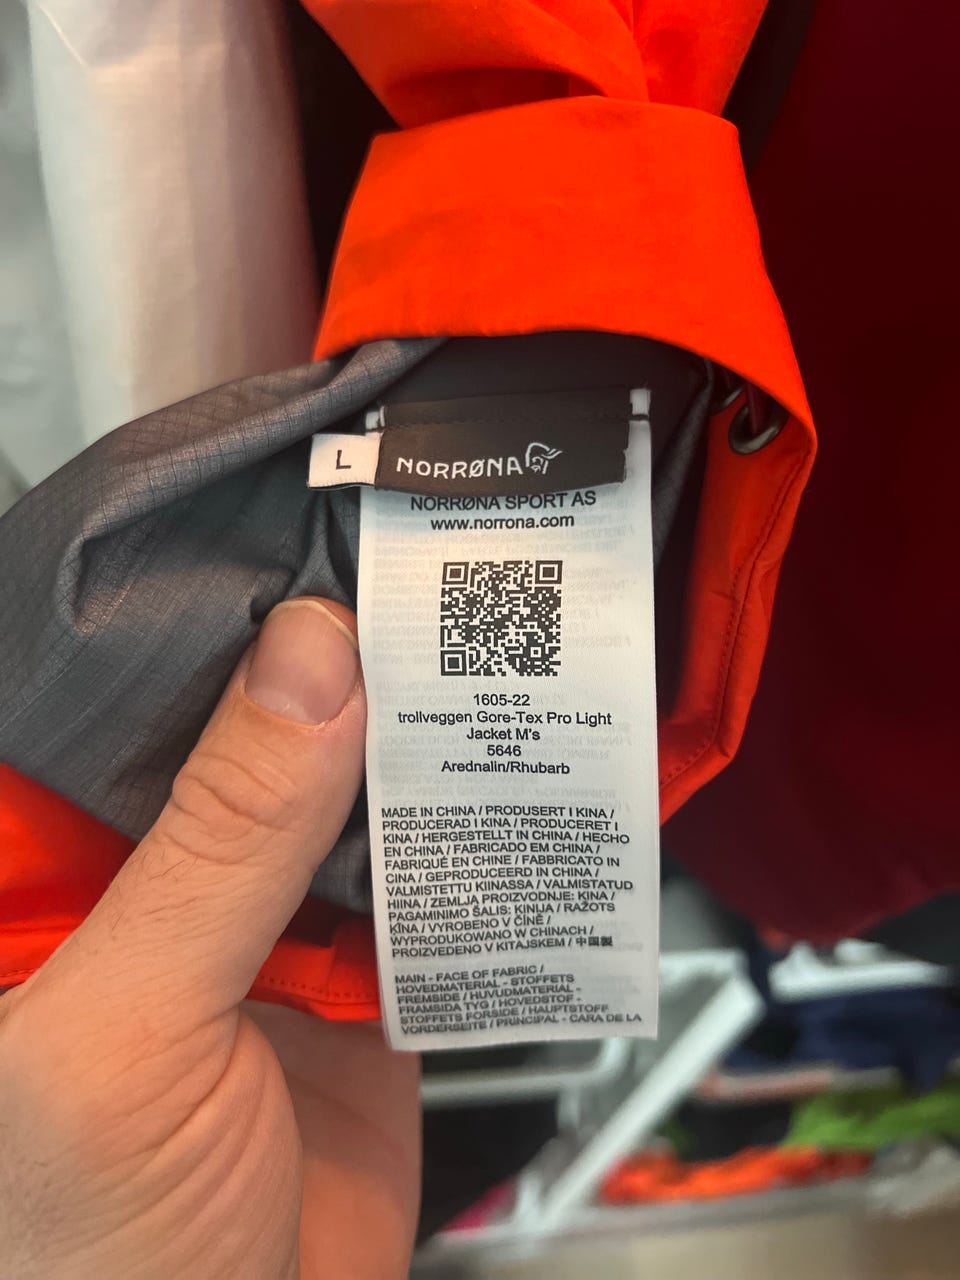 L
NORRØNA
NORRØNA SPORT AS
www.norrona.com
1605-22
trollveggen Gore-Tex Pro Light
Jacket M's
5646
Arednalin/Rhubarb
MADE IN CHINA / PRODUSERT I KINA /
PRODUCERAD I KINA / PRODUCERET I
KINA / HERGESTELLT IN CHINA / HECHO
EN CHINA / FABRICADO EM CHINA /
FABRIQUÉ EN CHINE / FABBRICATO IN
CINA / GEPRODUCEERD IN CHINA /
VALMISTETTU KIINASSA / VALMISTATUD
HIINA / ZEMLJA PROIZVODNJE: KINA /
PAGAMINIMO ŠALIS: KINIJA / RAŽOTS
ĶĪNA / VYROBENO V ČÍNĚ /
WYPRODUKOWANO W CHINACH /
PROIZVEDENO V KITAJSKEM / 中国製
MAIN - FACE OF FABRIC /
HOVEDMATERIAL - STOFFETS
FREMSIDE / HUVUDMATERIAL -
FRAMSIDA TYG / HOVEDSTOF -
STOFFETS FORSIDE / HAUPTSTOFF
VORDERSEITE / PRINCIPAL - CARA DE LA